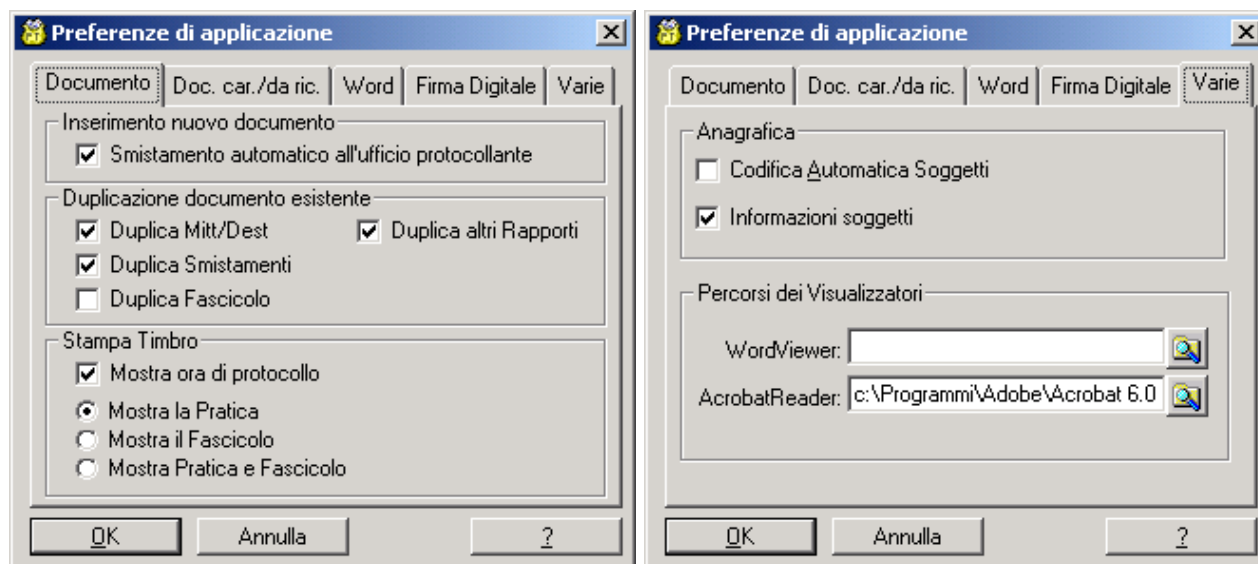 Preferenze di applicazione
Documento Doc. car./da ric. Word Firma Digitale Varie
Inserimento nuovo documento
Smistamento automatico all'ufficio protocollante
Duplicazione documento esistente
Duplica Mitt/Dest Duplica altri Rapporti
Duplica Smistamenti
Duplica Fascicolo
Stampa Timbro
Mostra ora di protocollo
Mostra la Pratica
Mostra il Fascicolo
Mostra Pratica e Fascicolo
OK Annulla ?
Preferenze di applicazione
Documento Doc. car./da ric. Word Firma Digitale Varie
Anagrafica
Codifica Automatica Soggetti
Informazioni soggetti
Percorsi dei Visualizzatori
WordViewer:
AcrobatReader: c:\Programmi\Adobe\Acrobat 6.0
OK Annulla ?